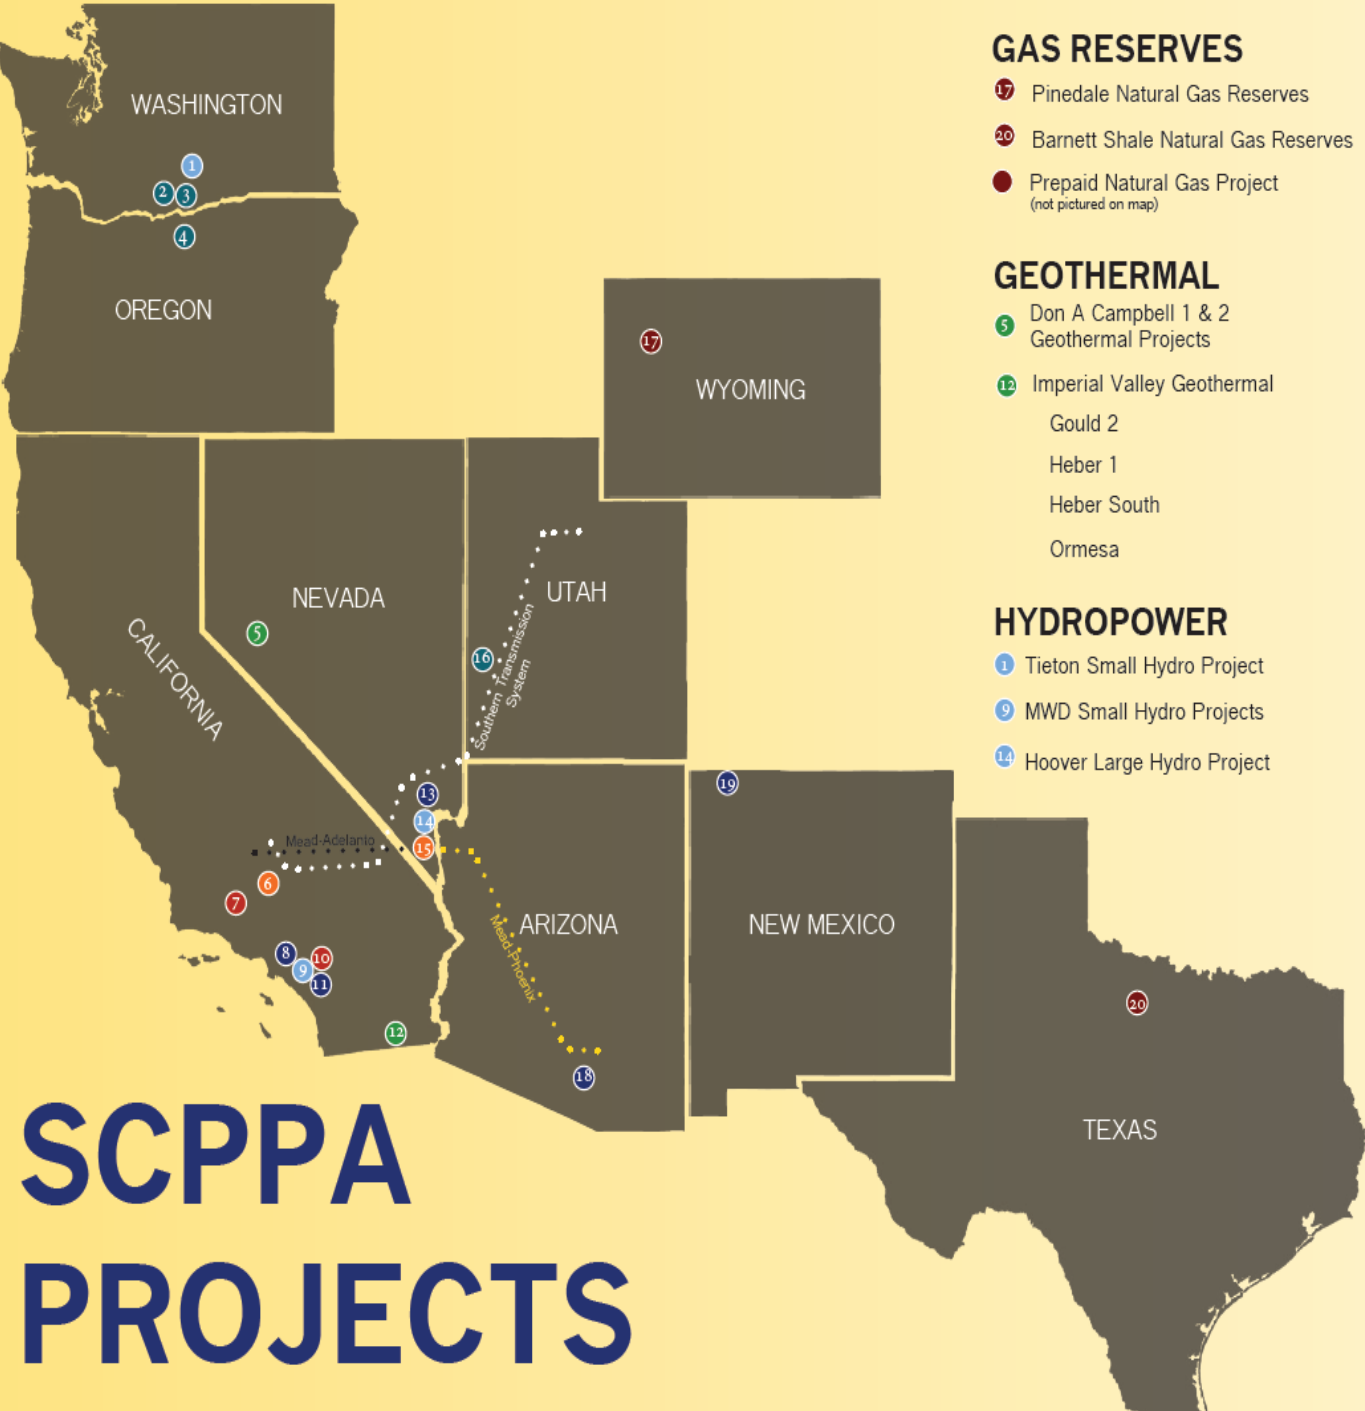 WASHINGTON
1
2
3
4
OREGON
17
WYOMING
NEVADA
5
CALIFORNIA
UTAH
16
Southern Transmission
System
13
14
15
Mead-Adelanto
6
7
8
9
10
11
12
ARIZONA
Mead-Phoenix
18
19
NEW MEXICO
20
TEXAS
GAS RESERVES
17 Pinedale Natural Gas Reserves
20 Barnett Shale Natural Gas Reserves
Prepaid Natural Gas Project
(not pictured on map)
GEOTHERMAL
5 Don A Campbell 1 & 2
Geothermal Projects
12 Imperial Valley Geothermal
Gould 2
Heber 1
Heber South
Ormesa
HYDROPOWER
1 Tieton Small Hydro Project
9 MWD Small Hydro Projects
14 Hoover Large Hydro Project
SCPPA
PROJECTS